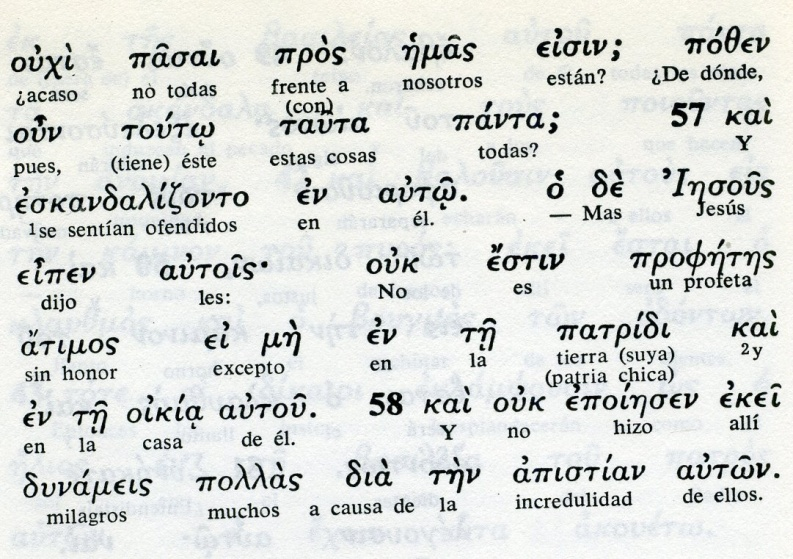 οὐχὶ πᾶσαι πρὸς ἡμᾶς εἰσιν; πόθεν
¿acaso no todas frente a nosotros están? ¿De dónde,
(con)
οὖν τούτῳ ταῦτα πάντα; 57 καὶ
pues, (tiene) éste estas cosas todas? Y
ἐσκανδαλίζοντο ἐν αὐτῷ. ὁ δὲ Ἰησοῦς
1se sentían ofendidos en él. — Mas Jesús
εἶπεν αὐτοῖς· οὐκ ἔστιν προφήτης
dijo les: No es un profeta
ἄτιμος εἰ μὴ ἐν τῇ πατρίδι καὶ
sin honor excepto en la tierra (suya) 2y
(patria chica)
ἐν τῇ οἰκίᾳ αὐτοῦ. 58 καὶ οὐκ ἐποίησεν ἐκεῖ
en la casa de él. Y no hizo allí
δυνάμεις πολλὰς διὰ τὴν ἀπιστίαν αὐτῶν.
milagros muchos a causa de la incredulidad de ellos.